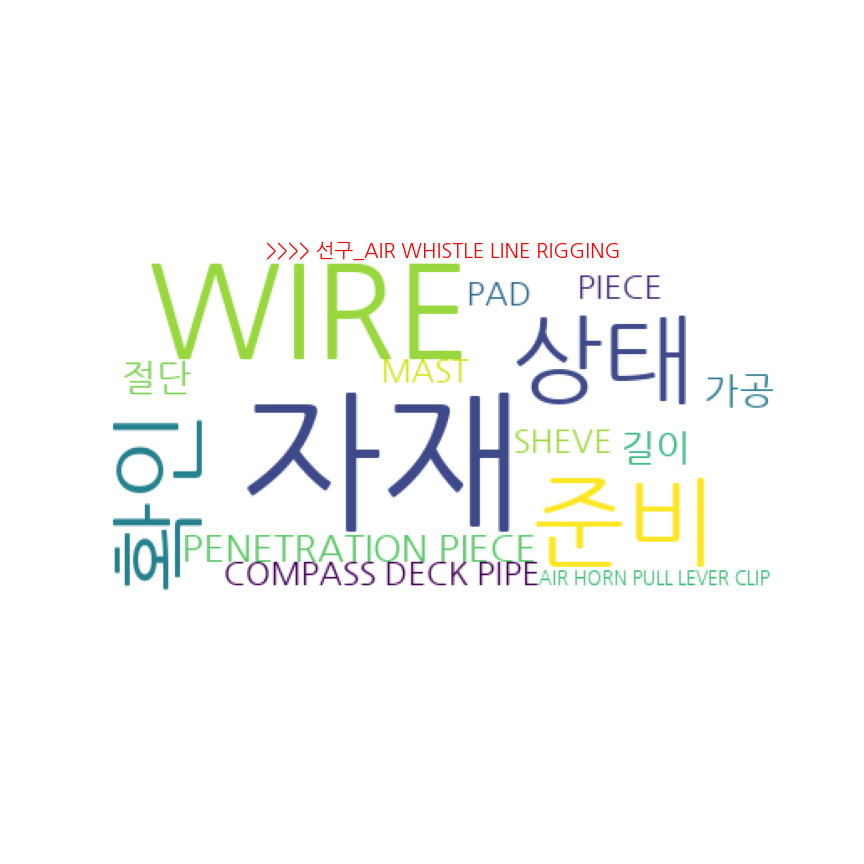 >>>> 선구_AIR WHISTLE LINE RIGGING
WIRE
PAD
PIECE
상태
절단
MAST
가공
자재
확인
SHEVE
길이
준비
PENETRATION PIECE
COMPASS DECK PIPE
AIR HORN PULL LEVER CLIP